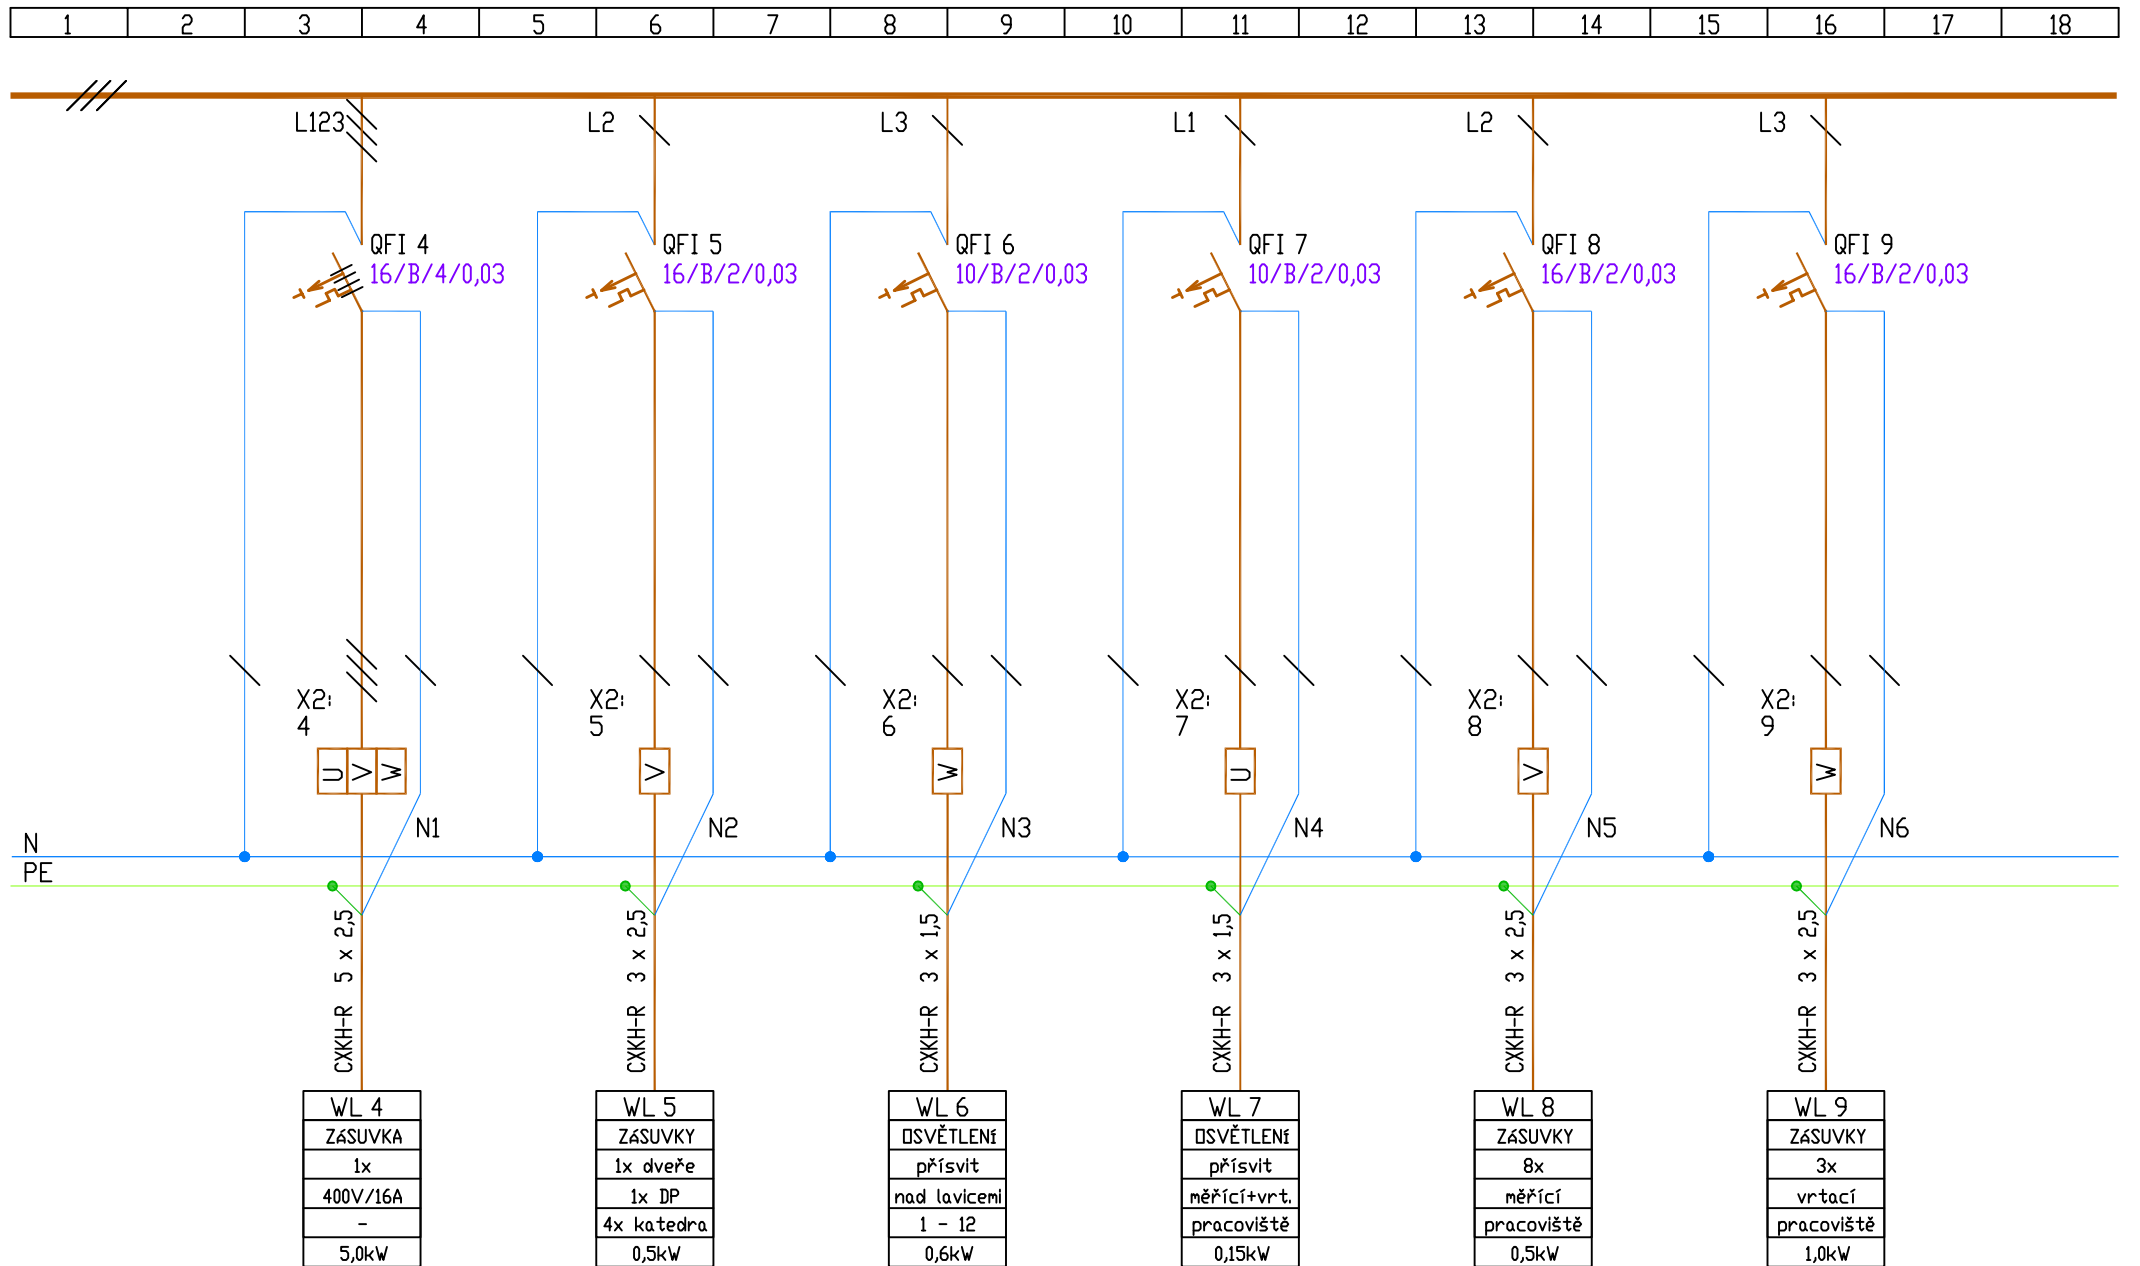 1 2 3 4 5 6 7 8 9 10 11 12 13 14 15 16 17 18
L123 L2 L3 L1 L2 L3
QFI 4 QFI 5 QFI 6 QFI 7 QFI 8 QFI 9
16/B/4/0,03 16/B/2/0,03 10/B/2/0,03 10/B/2/0,03 16/B/2/0,03 16/B/2/0,03
X2: X2: X2: X2: X2: X2:
4 5 6 7 8 9
U V W V W U V W
N1 N2 N3 N4 N5 N6
N
PE
CXKH-R 5 x 2,5
CXKH-R 3 x 2,5
CXKH-R 3 x 1,5
CXKH-R 3 x 1,5
CXKH-R 3 x 2,5
CXKH-R 3 x 2,5
WL 4
ZÁSUVKA
1x
400V/16A
-
5,0kW
WL 5
ZÁSUVKY
1x dveře
1x DP
4x katedra
0,5kW
WL 6
OSVĚTLENÍ
přísvit
nad lavicemi
1 - 12
0,6kW
WL 7
OSVĚTLENÍ
přísvit
měřící+vrt.
pracoviště
0,15kW
WL 8
ZÁSUVKY
8x
měřící
pracoviště
0,5kW
WL 9
ZÁSUVKY
3x
vrtací
pracoviště
1,0kW